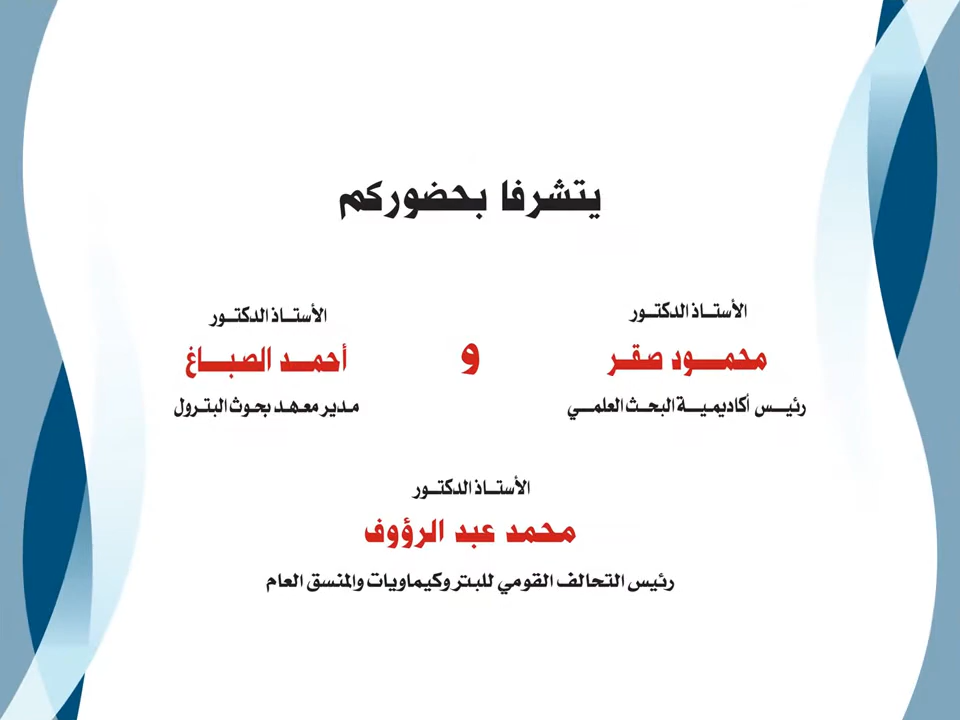 يتشرفا بحضوركم
الأستاذ الدكتور
محمود صقر
رئيس أكاديمية البحث العلمي
و
الأستاذ الدكتور
أحمد الصباغ
مدير معهد بحوث البترول
الأستاذ الدكتور
محمد عبد الرؤوف
رئيس التحالف القومي للبتروكيماويات والمنسق العام